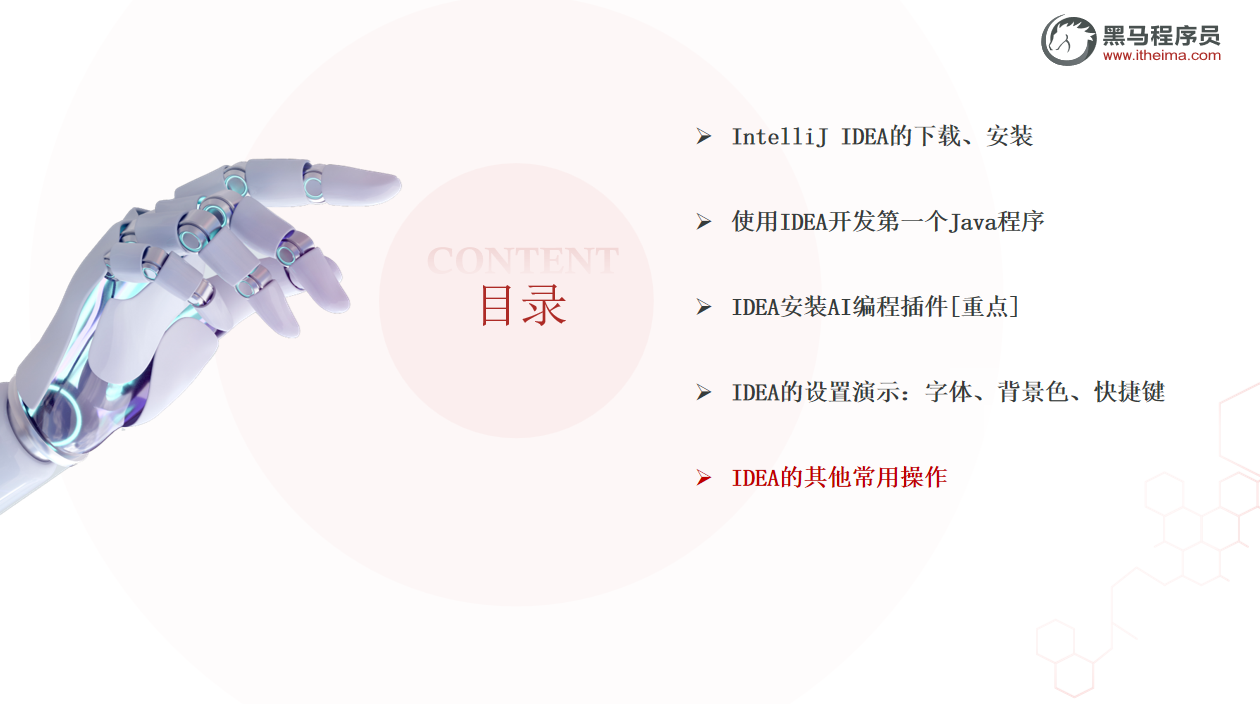 黑马程序员
www.itheima.com
CONTENT
目录
IntelliJ IDEA的下载、安装
使用IDEA开发第一个Java程序
IDEA安装AI编程插件[重点]
IDEA的设置演示：字体、背景色、快捷键
IDEA的其他常用操作